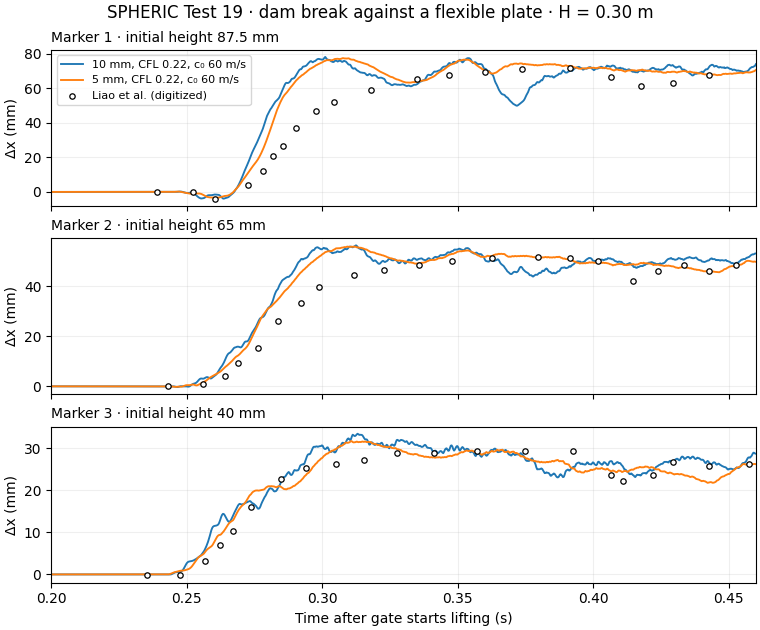 SPHERIC Test 19 · dam break against a flexible plate · H = 0.30 m
Marker 1 · initial height 87.5 mm
80
60
40
20
0
Δx (mm)
10 mm, CFL 0.22, c₀ 60 m/s
5 mm, CFL 0.22, c₀ 60 m/s
Liao et al. (digitized)
Marker 2 · initial height 65 mm
40
20
0
Δx (mm)
Marker 3 · initial height 40 mm
30
20
10
0
Δx (mm)
0.20 0.25 0.30 0.35 0.40 0.45
Time after gate starts lifting (s)